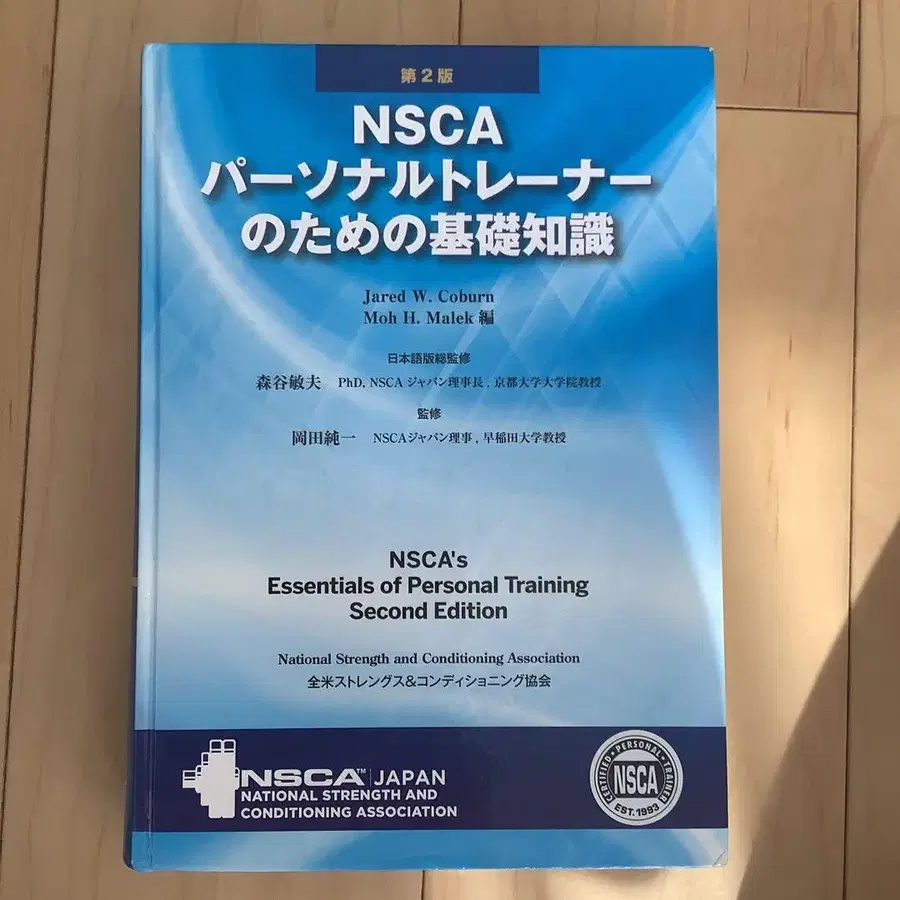 第2版
NSCA
パーソナルトレーナー
のための基礎知識
Jared W. Coburn
Moh H. Malek 編
日本語版総監修
森谷敏夫 PhD, NSCA ジャパン理事長, 京都大学大学院教授
監修
岡田純一 NSCAジャパン理事, 早稲田大学教授
NSCA's
Essentials of Personal Training
Second Edition
National Strength and Conditioning Association
全米ストレングス&コンディショニング協会
NSCA™ JAPAN
NATIONAL STRENGTH AND
CONDITIONING ASSOCIATION
CERTIFIED • PERSONAL • TRAINER
NSCA
EST. 1993